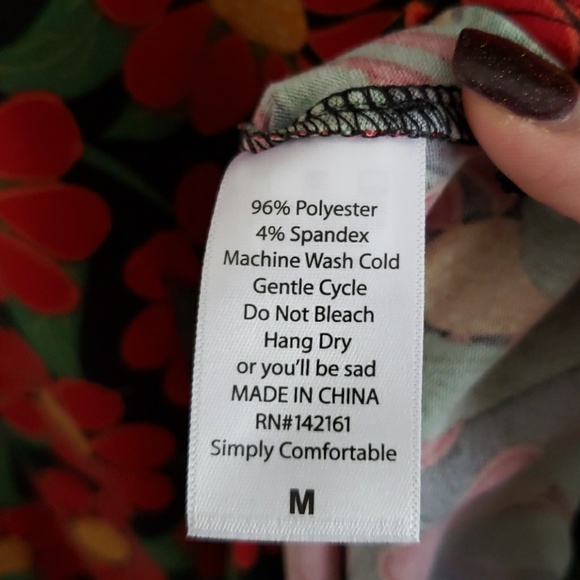 96% Polyester
4% Spandex
Machine Wash Cold
Gentle Cycle
Do Not Bleach
Hang Dry
or you'll be sad
MADE IN CHINA
RN#142161
Simply Comfortable
M